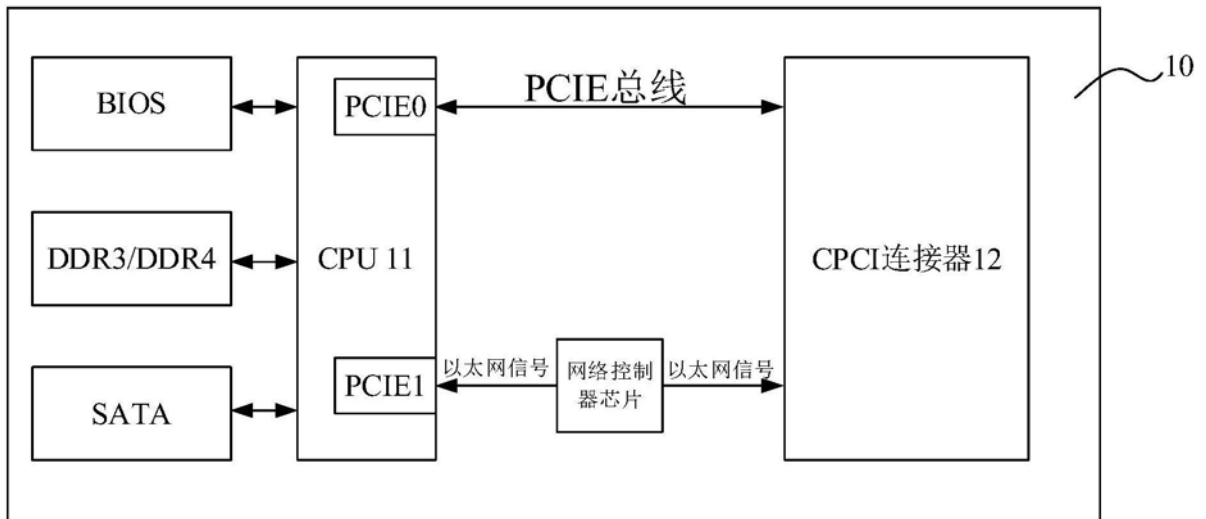 10
BIOS
PCIE0
PCIE总线
DDR3/DDR4
CPU 11
CPCI连接器12
SATA
PCIE1
以太网信号
网络控制
器芯片
以太网信号